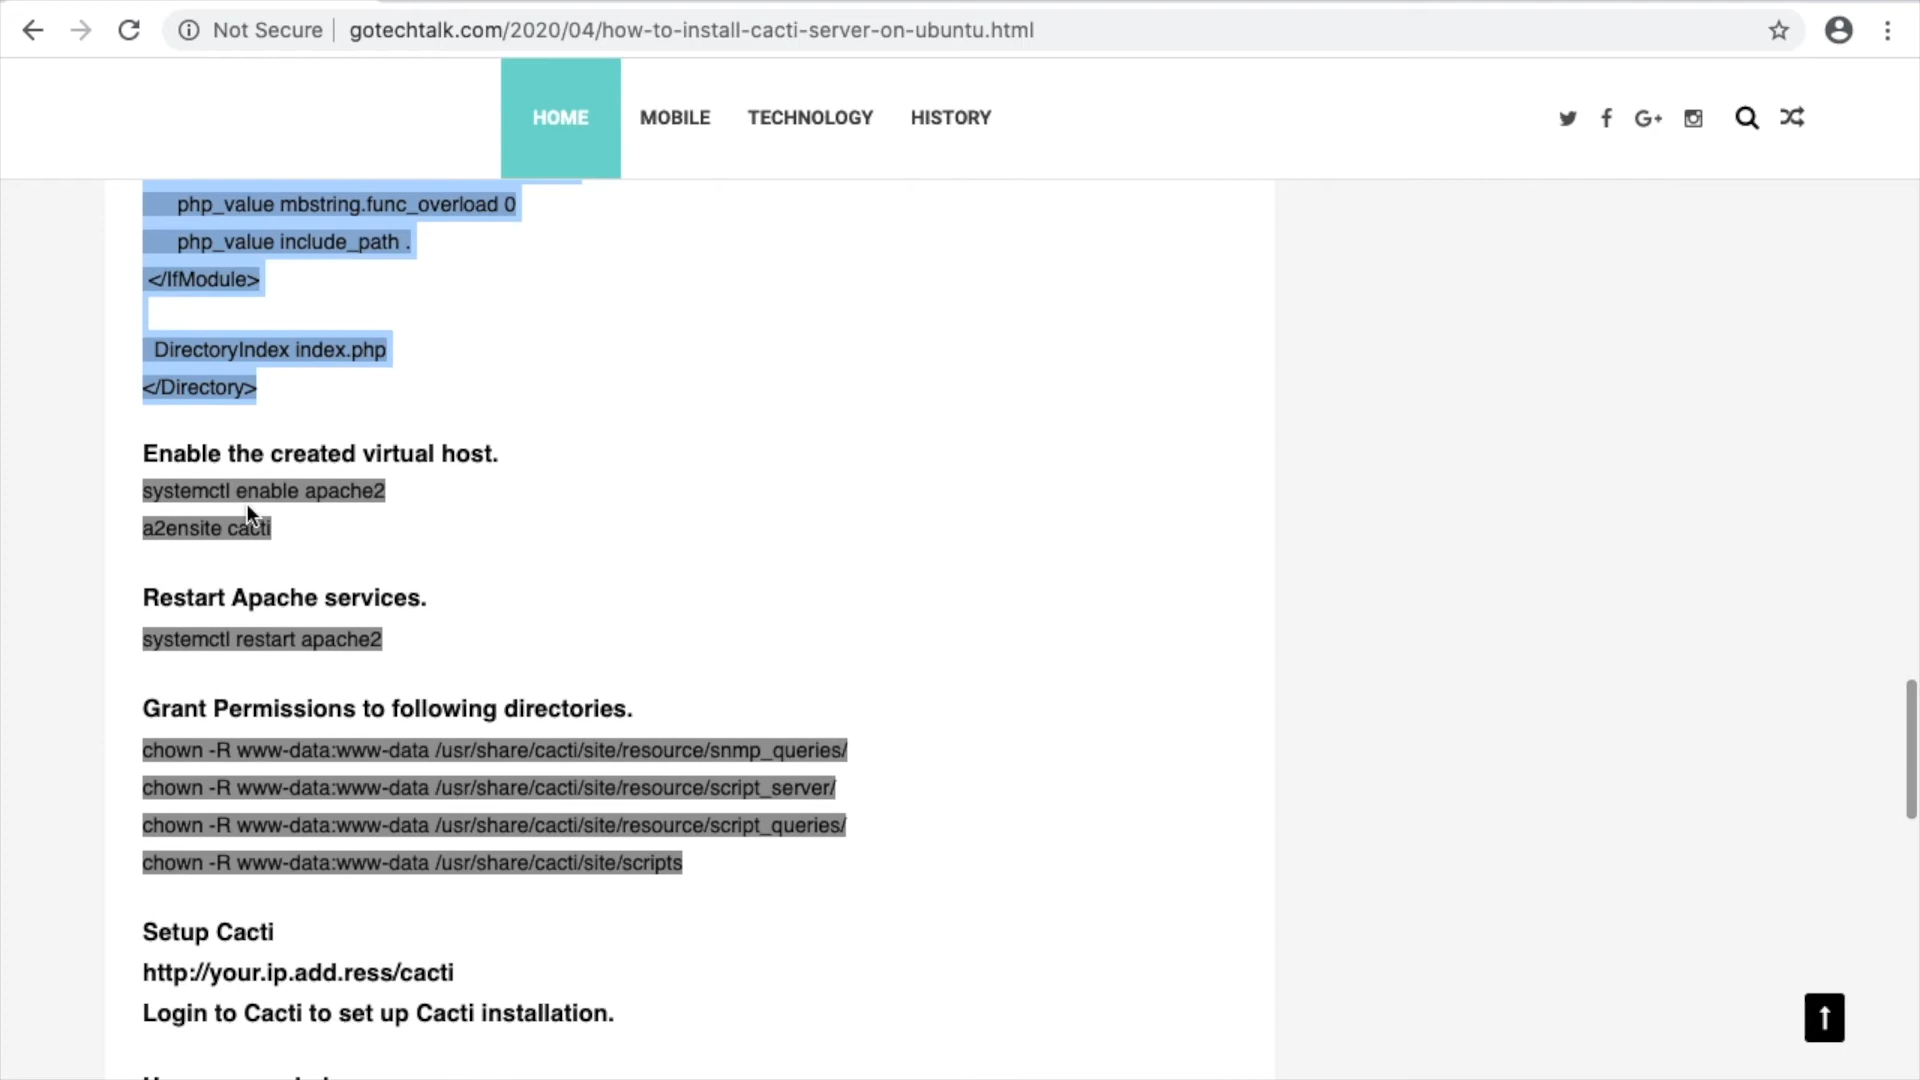 Not Secure
gotechtalk.com/2020/04/how-to-install-cacti-server-on-ubuntu.html
HOME MOBILE TECHNOLOGY HISTORY
php_value mbstring.func_overload 0
php_value include_path .
</IfModule>
DirectoryIndex index.php
</Directory>
Enable the created virtual host.
systemctl enable apache2
a2ensite cacti
Restart Apache services.
systemctl restart apache2
Grant Permissions to following directories.
chown -R www-data:www-data /usr/share/cacti/site/resource/snmp_queries/
chown -R www-data:www-data /usr/share/cacti/site/resource/script_server/
chown -R www-data:www-data /usr/share/cacti/site/resource/script_queries/
chown -R www-data:www-data /usr/share/cacti/site/scripts
Setup Cacti
http://your.ip.add.ress/cacti
Login to Cacti to set up Cacti installation.